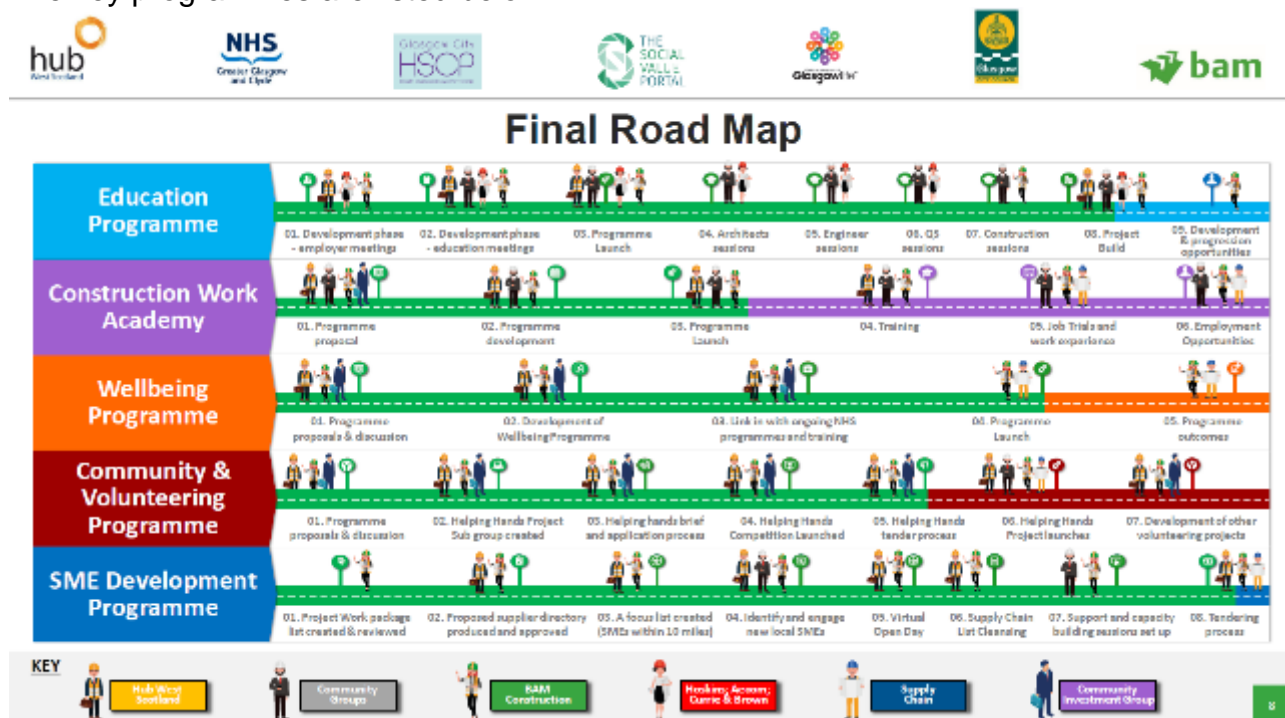 hub
West Scotland
NHS
Greater Glasgow
and Clyde
Glasgow City
HSCP
THE
SOCIAL
VALUE
PORTAL
Glasgow
bam
Final Road Map
Education
Programme
01. Development phase
- employer meetings
02. Development phase
- education meetings
03. Programme
Launch
04. Architects
sessions
05. Engineer
sessions
06. QS
sessions
07. Construction
sessions
08. Project
Build
09. Development
& progression
opportunities
Construction Work
Academy
01. Programme
proposal
02. Programme
development
03. Programme
Launch
04. Training
05. Job Trials and
work experience
06. Employment
Opportunities
Wellbeing
Programme
01. Programme
proposals & discussion
02. Development of
Wellbeing Programme
03. Link in with ongoing NHS
programmes and training
04. Programme
Launch
05. Programme
outcomes
Community &
Volunteering
Programme
01. Programme
proposals & discussion
02. Helping Hands Project
Sub group created
03. Helping hands brief
and application process
04. Helping Hands
Competition Launched
05. Helping Hands
tender process
06. Helping Hands
Project launches
07. Development of other
volunteering projects
SME Development
Programme
01. Project Work package
list created & reviewed
02. Proposed supplier directory
produced and approved
03. A focus list created
(SMEs within 10 miles)
04. Identify and engage
new local SMEs
05. Virtual
Open Day
06. Supply Chain
List Cleansing
07. Support and capacity
building sessions set up
08. Tendering
process
KEY
Hub West
Scotland
Community
Groups
BAM
Construction
Hoskins; Aecom;
Currie & Brown
Supply
Chain
Community
Investment Group
8